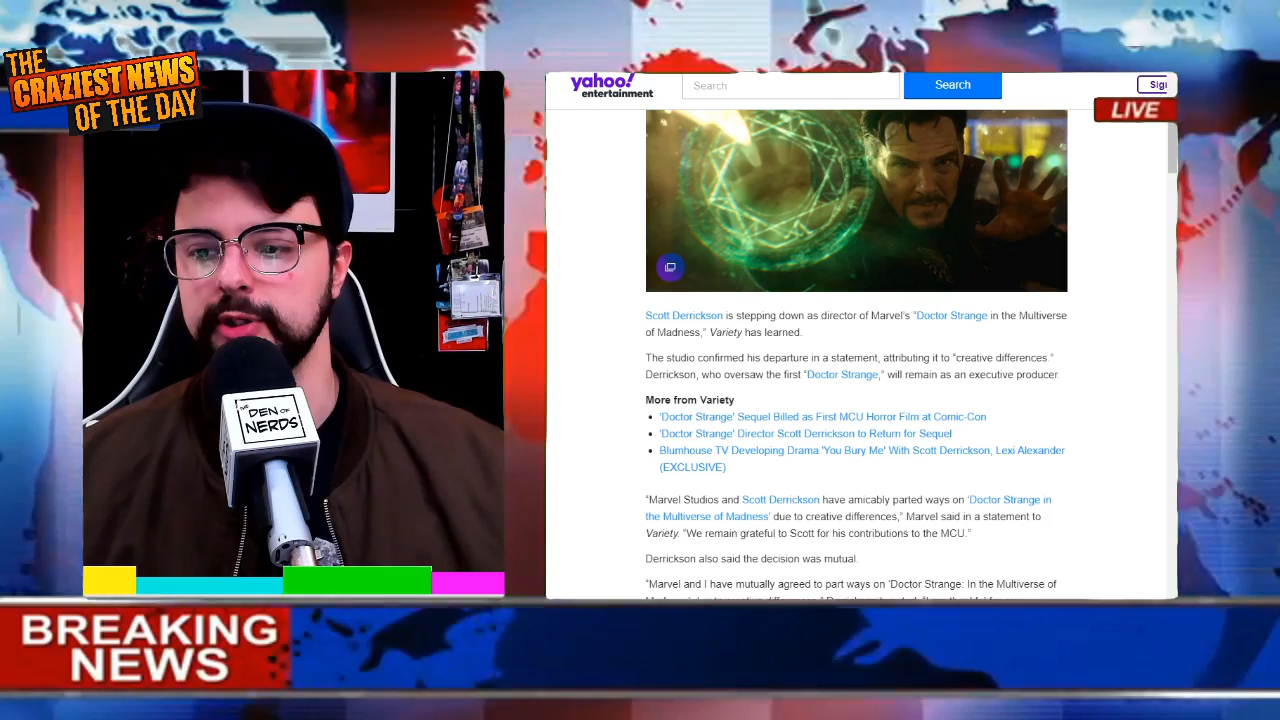 THE
CRAZIEST NEWS
OF THE DAY
yahoo!
entertainment
Search
Search
Sign
LIVE
THE
DEN OF
NERDS
Scott Derrickson is stepping down as director of Marvel's "Doctor Strange in the Multiverse
of Madness," Variety has learned.
The studio confirmed his departure in a statement, attributing it to "creative differences."
Derrickson, who oversaw the first "Doctor Strange," will remain as an executive producer.
More from Variety
'Doctor Strange' Sequel Billed as First MCU Horror Film at Comic-Con
'Doctor Strange' Director Scott Derrickson to Return for Sequel
Blumhouse TV Developing Drama 'You Bury Me' With Scott Derrickson, Lexi Alexander
(EXCLUSIVE)
"Marvel Studios and Scott Derrickson have amicably parted ways on 'Doctor Strange in
the Multiverse of Madness' due to creative differences," Marvel said in a statement to
Variety. "We remain grateful to Scott for his contributions to the MCU."
Derrickson also said the decision was mutual.
"Marvel and I have mutually agreed to part ways on 'Doctor Strange: In the Multiverse of
BREAKING
NEWS